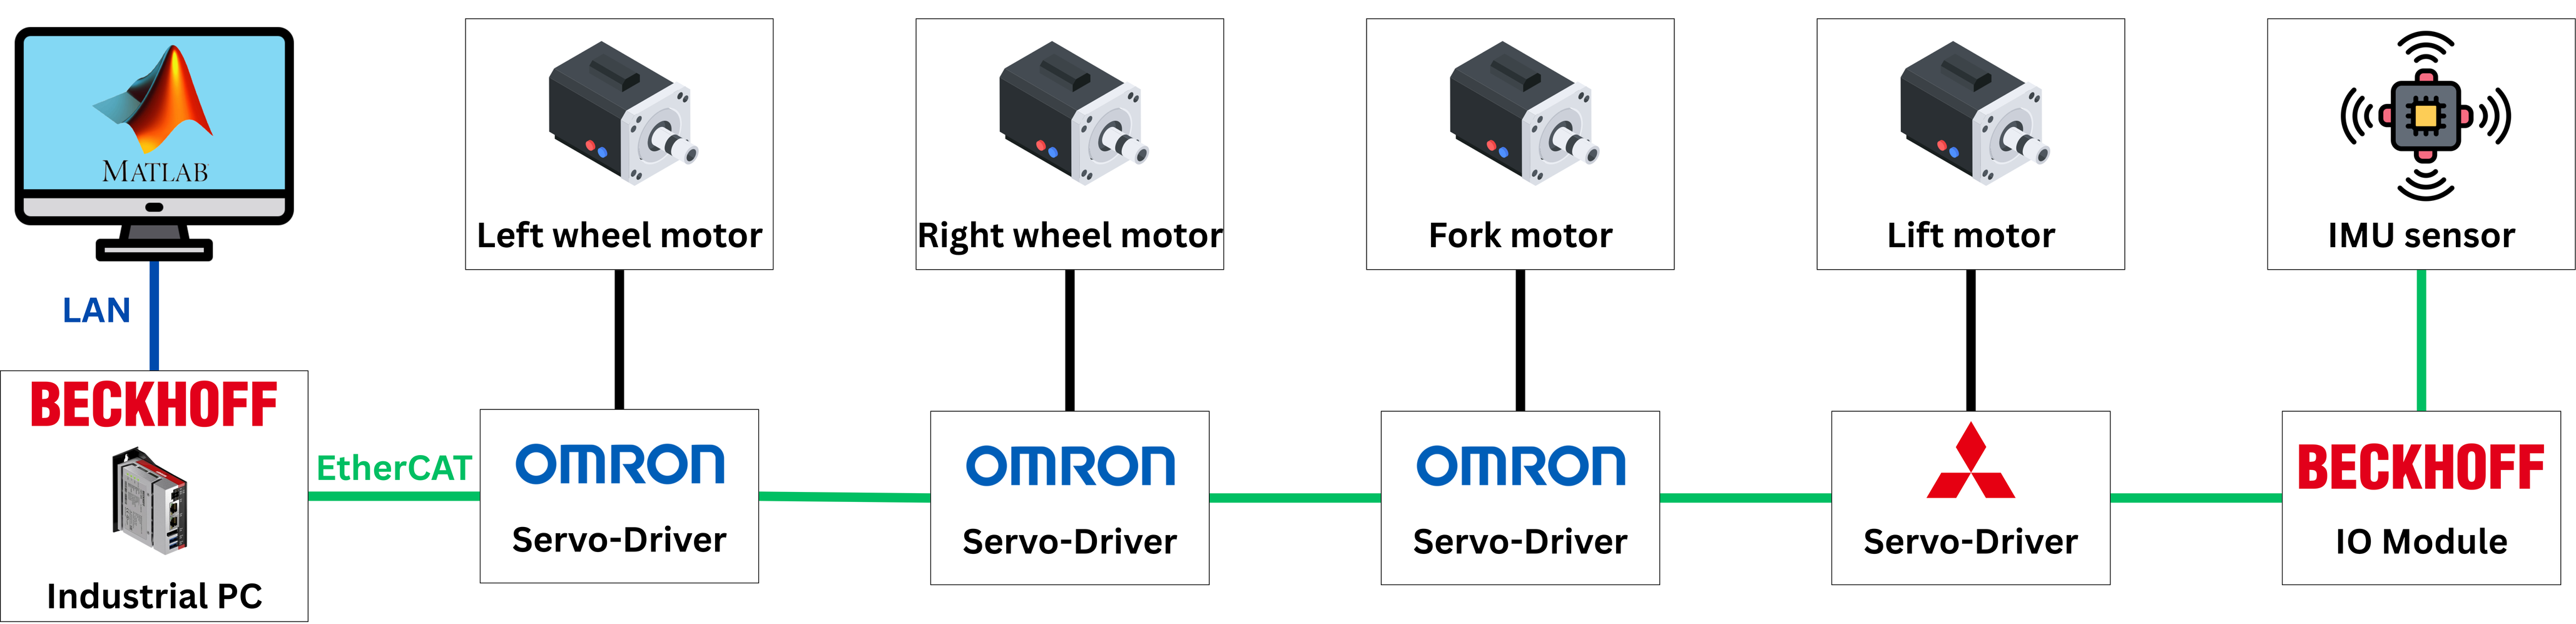 MATLAB
Left wheel motor
Right wheel motor
Fork motor
Lift motor
IMU sensor
LAN
BECKHOFF
Industrial PC
EtherCAT
OMRON
Servo-Driver
OMRON
Servo-Driver
OMRON
Servo-Driver
Servo-Driver
BECKHOFF
IO Module